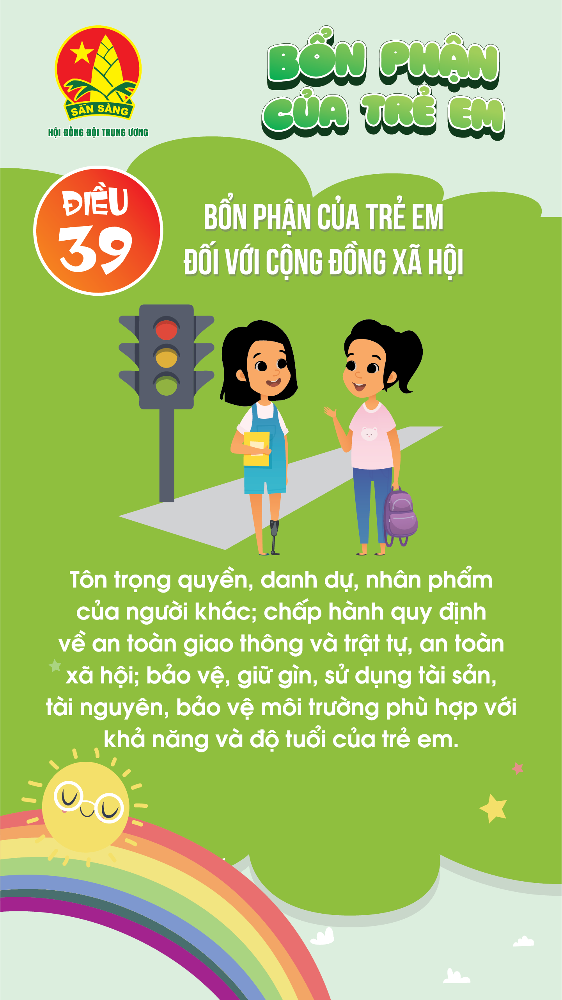 SẴN SÀNG
HỘI ĐỒNG ĐỘI TRUNG ƯƠNG
BỔN PHẬN
CỦA TRẺ EM
ĐIỀU
39
BỔN PHẬN CỦA TRẺ EM
ĐỐI VỚI CỘNG ĐỒNG XÃ HỘI
Tôn trọng quyền, danh dự, nhân phẩm
của người khác; chấp hành quy định
về an toàn giao thông và trật tự, an toàn
xã hội; bảo vệ, giữ gìn, sử dụng tài sản,
tài nguyên, bảo vệ môi trường phù hợp với
khả năng và độ tuổi của trẻ em.